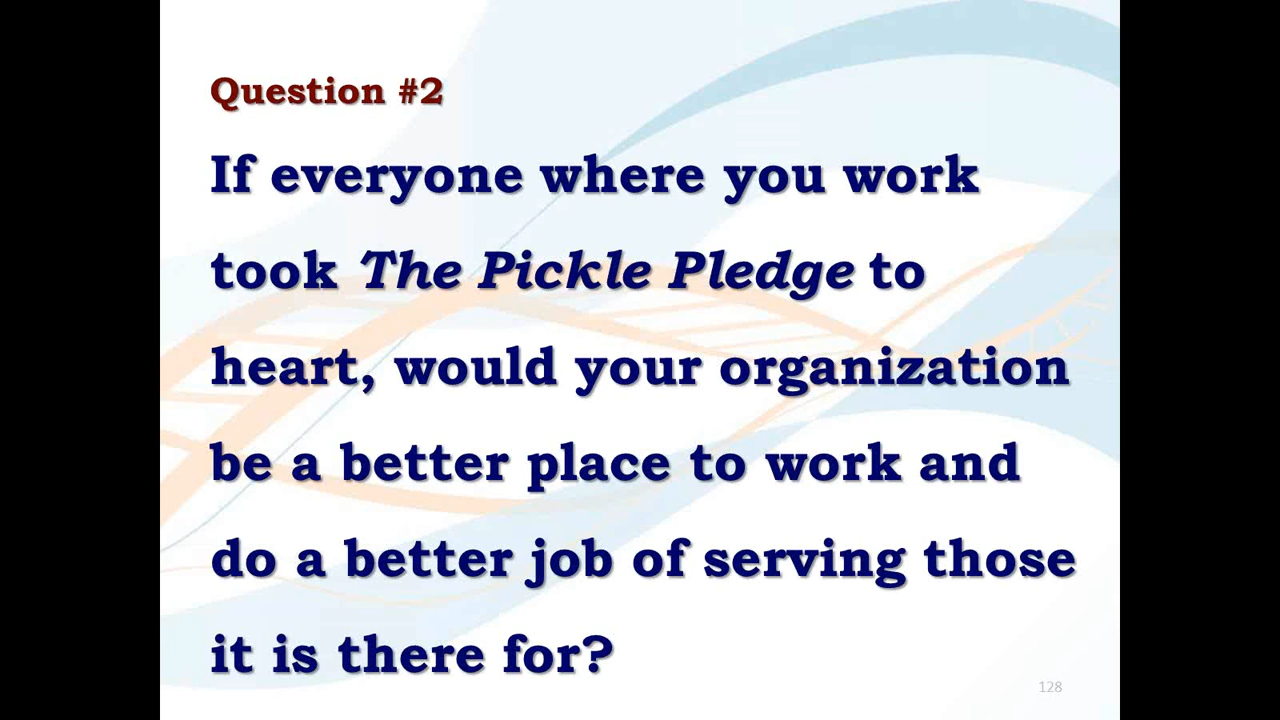 Question #2
If everyone where you work
took The Pickle Pledge to
heart, would your organization
be a better place to work and
do a better job of serving those
it is there for?
128